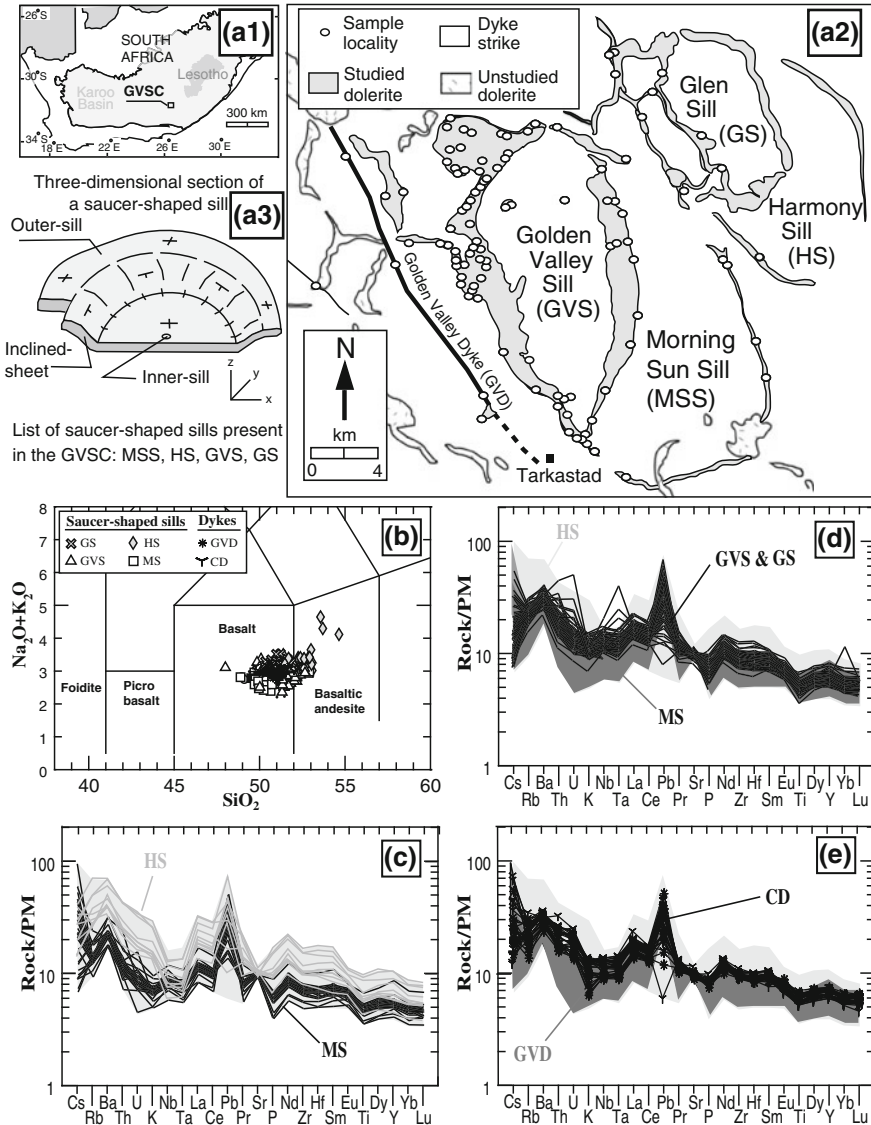 (a1)
26°S
SOUTH
AFRICA
30°S
Lesotho
Karoo
Basin
GVSC
300 km
34°S
18°E
22°E
26°E
30°E
Three-dimensional section of
a saucer-shaped sill
(a3)
Outer-sill
Inclined-
sheet
Inner-sill
z
y
x
List of saucer-shaped sills present
in the GVSC: MSS, HS, GVS, GS
(a2)
Sample
locality
Dyke
strike
Studied
dolerite
Unstudied
dolerite
Glen
Sill
(GS)
Harmony
Sill
(HS)
Golden
Valley
Sill
(GVS)
Golden Valley Dyke (GVD)
Morning
Sun Sill
(MSS)
N
km
0 4
Tarkastad
(b)
Saucer-shaped sills Dykes
GS HS GVD
GVS MS CD
8
7
6
5
4
3
2
1
0
Na2O+K2O
Basalt
Foidite
Picro
basalt
Basaltic
andesite
40 45 50 55 60
SiO2
(d)
HS
GVS & GS
MS
100
10
1
Rock/PM
Cs Ba U Nb La Pb Sr Nd Hf Eu Dy Yb
Rb Th K Ta Ce Pr P Zr Sm Ti Y Lu
(c)
HS
MS
100
10
1
Rock/PM
Cs Ba U Nb La Pb Sr Nd Hf Eu Dy Yb
Rb Th K Ta Ce Pr P Zr Sm Ti Y Lu
(e)
CD
GVD
100
10
1
Rock/PM
Cs Ba U Nb La Pb Sr Nd Hf Eu Dy Yb
Rb Th K Ta Ce Pr P Zr Sm Ti Y Lu